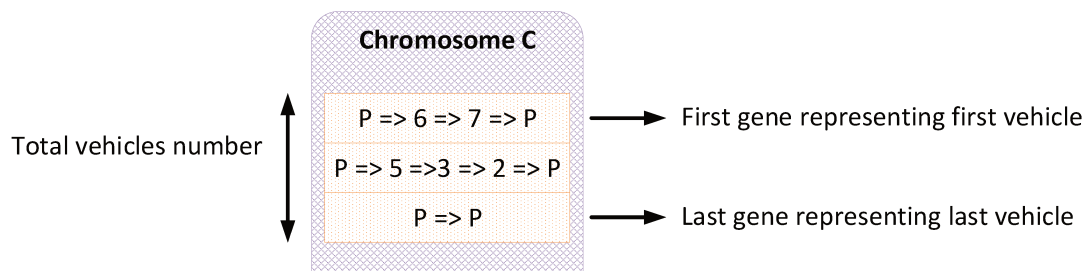 Chromosome C
P => 6 => 7 => P
First gene representing first vehicle
Total vehicles number
P => 5 =>3 => 2 => P
P => P
Last gene representing last vehicle